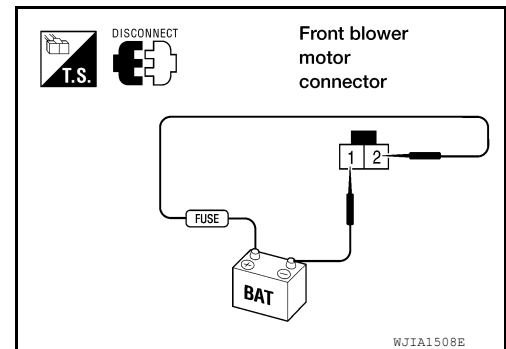 DISCONNECT
T.S.
Front blower
motor
connector
1 2
FUSE
+ -
BAT
WJIA1508E